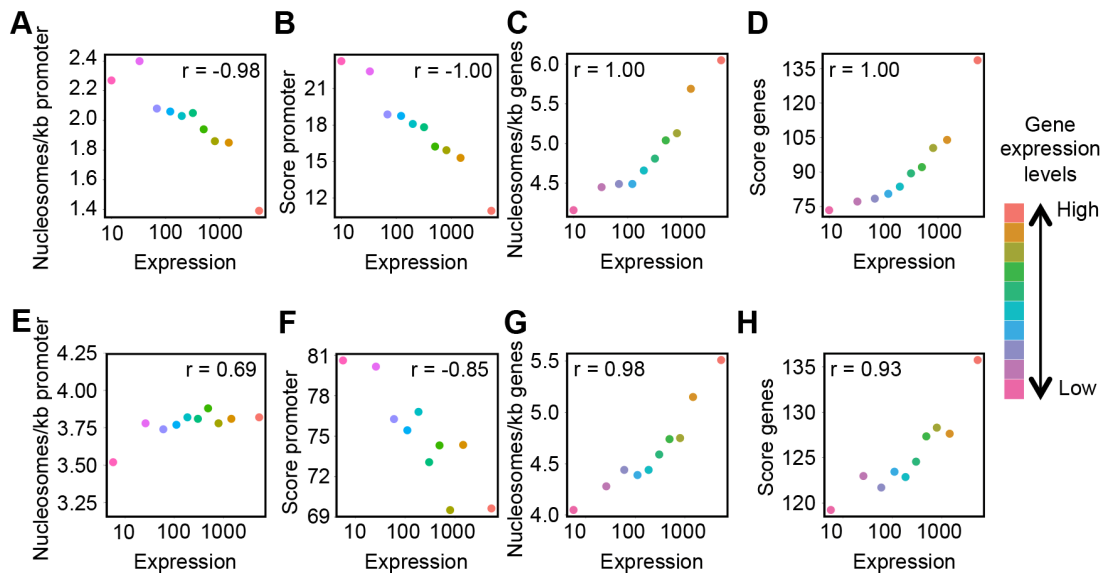 A
B
C
D
Nucleosomes/kb promoter
2.4
2.2
2.0
1.8
1.6
1.4
r = -0.98
10
100
1000
Expression
Score promoter
21
18
15
12
r = -1.00
10
100
1000
Expression
Nucleosomes/kb genes
6.0
5.5
5.0
4.5
r = 1.00
10
100
1000
Expression
Score genes
135
120
105
90
75
r = 1.00
10
100
1000
Expression
Gene
expression
levels
High
Low
E
F
G
H
Nucleosomes/kb promoter
4.25
4.00
3.75
3.50
3.25
r = 0.69
10
100
1000
Expression
Score promoter
81
78
75
72
69
r = -0.85
10
100
1000
Expression
Nucleosomes/kb genes
5.5
5.0
4.5
4.0
r = 0.98
10
100
1000
Expression
Score genes
135
130
125
120
r = 0.93
10
100
1000
Expression